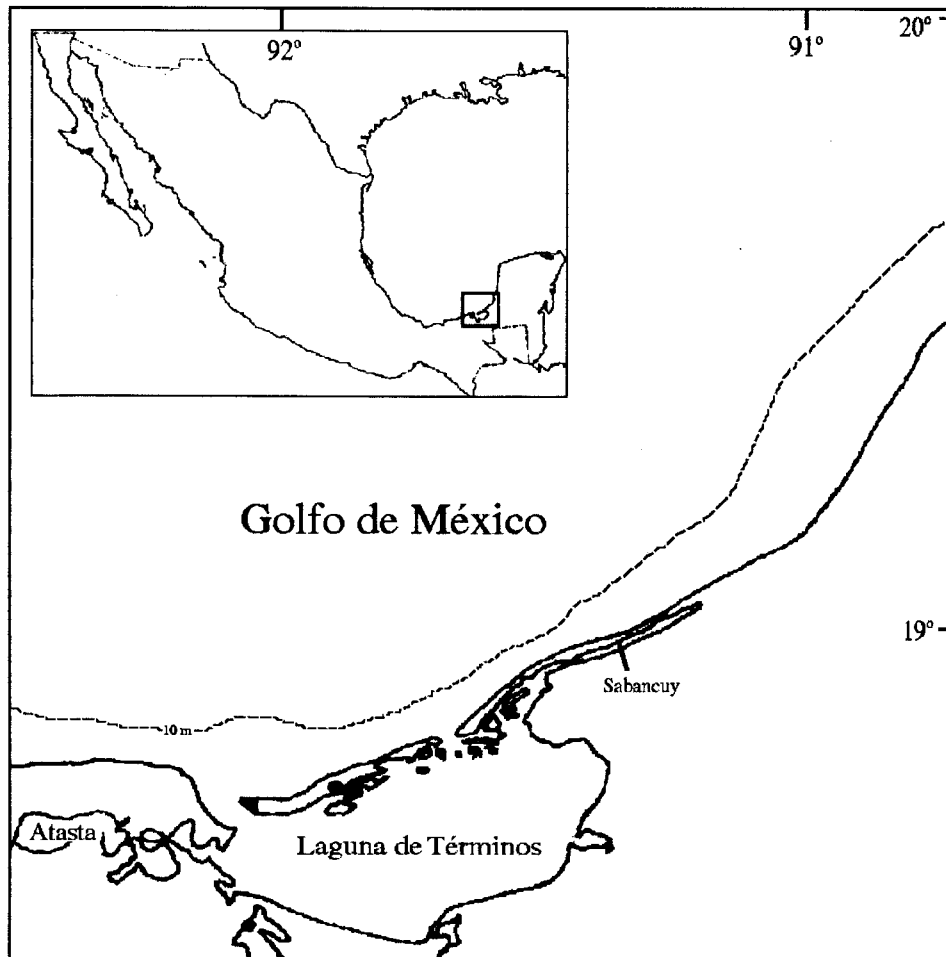 92°
91°
20°
Golfo de México
19°
Sabancuy
10 m
Atasta
Laguna de Términos